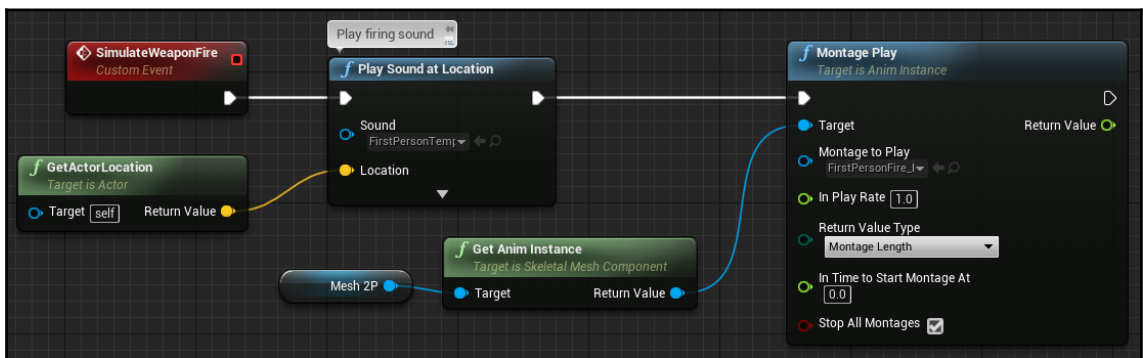 SimulateWeaponFire
Custom Event
Play firing sound
Play Sound at Location
Sound
FirstPersonTemp
Location
GetActorLocation
Target is Actor
Target self Return Value
Mesh 2P
Get Anim Instance
Target is Skeletal Mesh Component
Target Return Value
Montage Play
Target is Anim Instance
Target Return Value
Montage to Play
FirstPersonFire_
In Play Rate 1.0
Return Value Type
Montage Length
In Time to Start Montage At
0.0
Stop All Montages